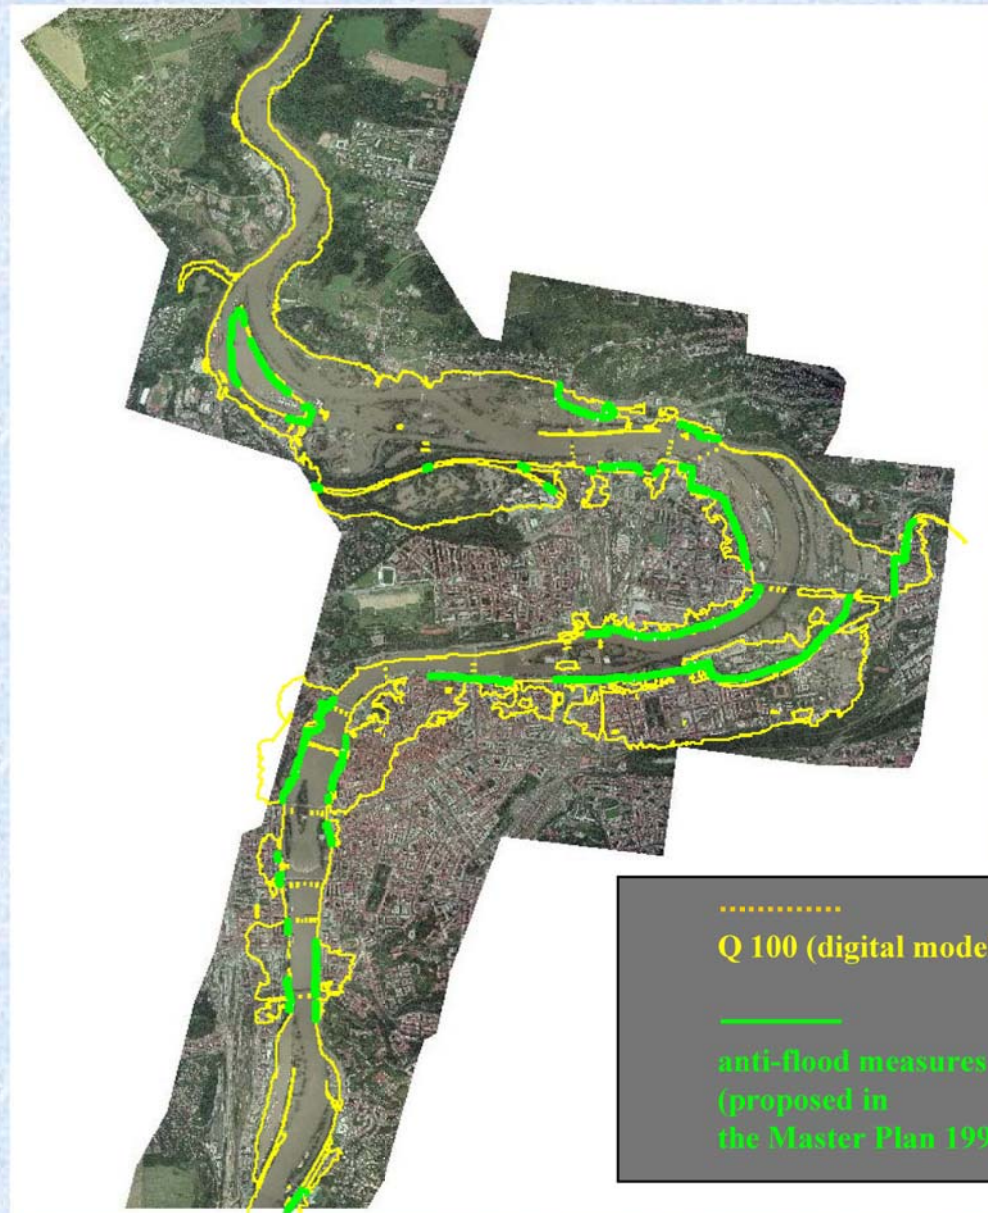 Q 100 (digital mode
anti-flood measures
(proposed in
the Master Plan 199